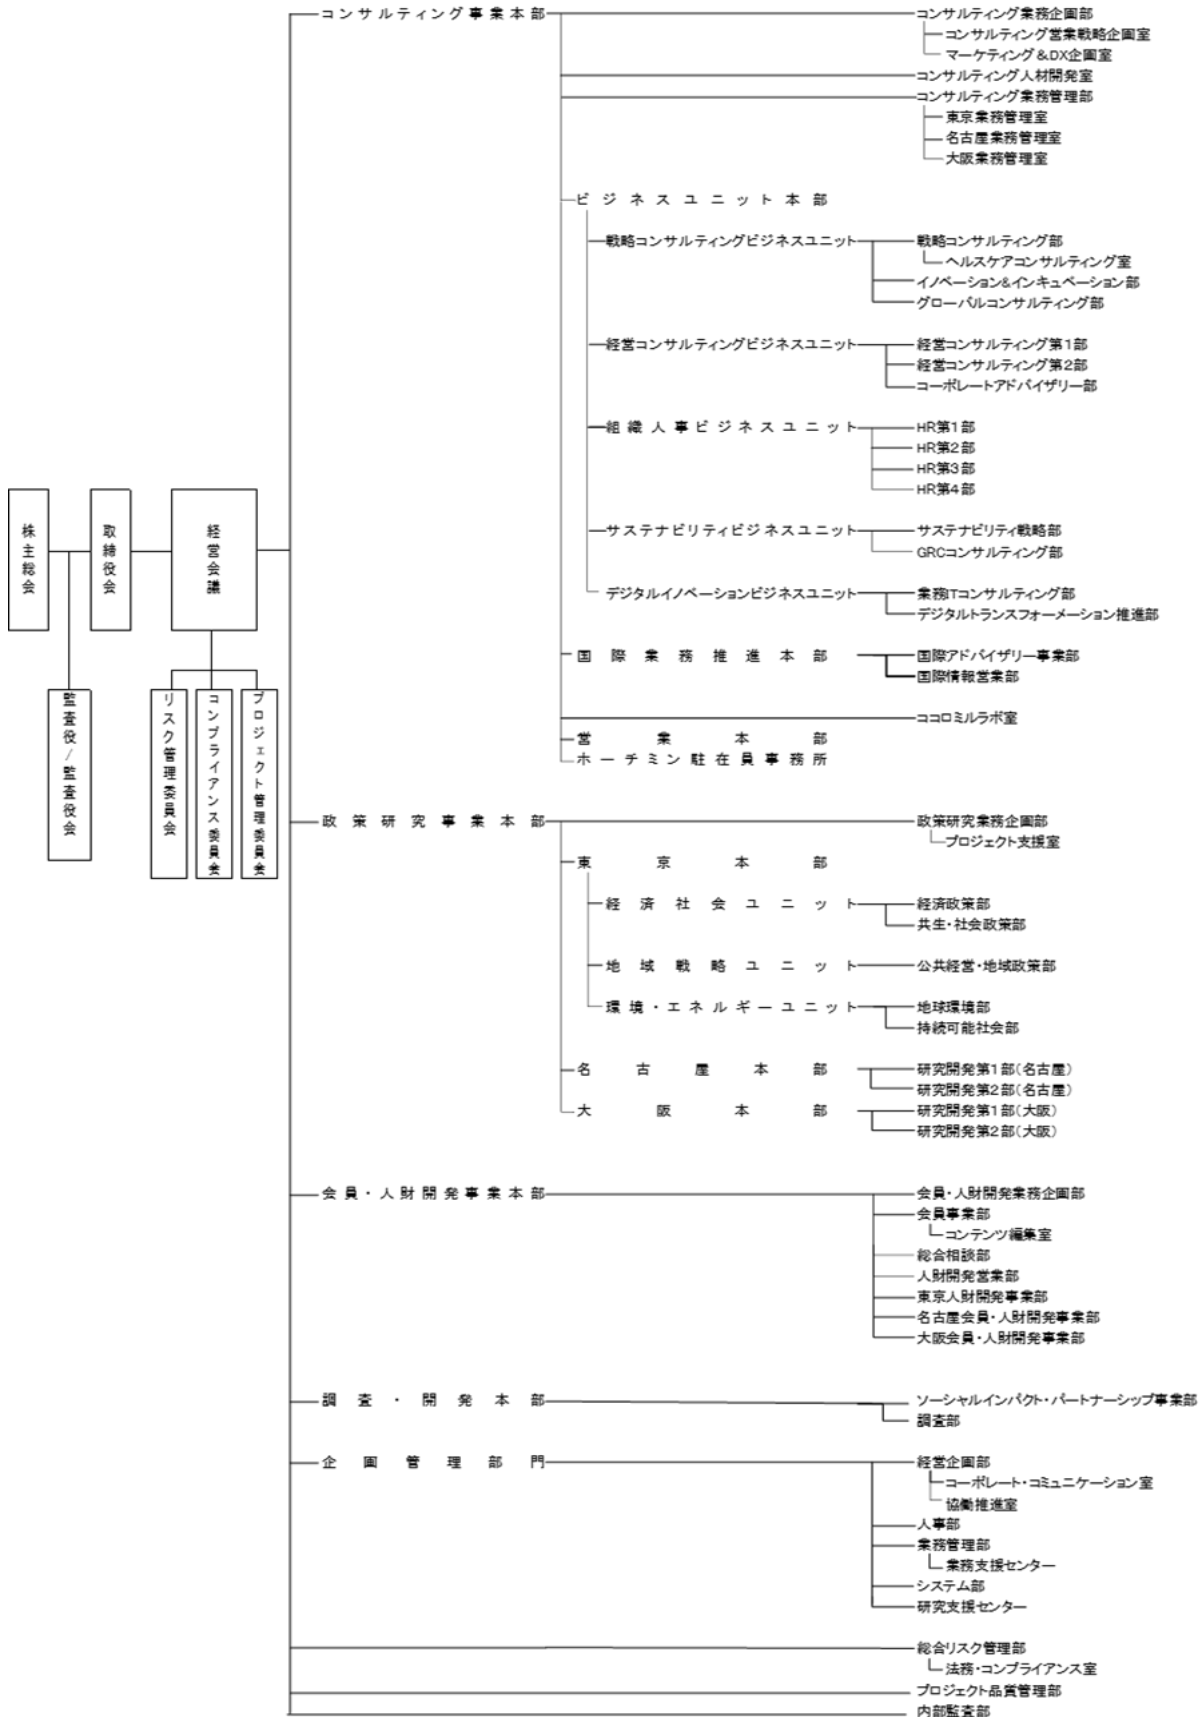 株主総会
取締役会
経営会議
監査役/監査役会
リスク管理委員会
コンプライアンス委員会
プロジェクト管理委員会
コンサルティング事業本部
コンサルティング業務企画部
コンサルティング営業戦略企画室
マーケティング&DX企画室
コンサルティング人材開発室
コンサルティング業務管理部
東京業務管理室
名古屋業務管理室
大阪業務管理室
ビジネスユニット本部
戦略コンサルティングビジネスユニット
戦略コンサルティング部
ヘルスケアコンサルティング室
イノベーション&インキュベーション部
グローバルコンサルティング部
経営コンサルティングビジネスユニット
経営コンサルティング第1部
経営コンサルティング第2部
コーポレートアドバイザリー部
組織人事ビジネスユニット
HR第1部
HR第2部
HR第3部
HR第4部
サステナビリティビジネスユニット
サステナビリティ戦略部
GRCコンサルティング部
デジタルイノベーションビジネスユニット
業務ITコンサルティング部
デジタルトランスフォーメーション推進部
国際業務推進本部
国際アドバイザリー事業部
国際情報営業部
ココロミルラボ室
営業本部
ホーチミン駐在員事務所
政策研究事業本部
政策研究業務企画部
プロジェクト支援室
東京本部
経済社会ユニット
経済政策部
共生・社会政策部
地域戦略ユニット
公共経営・地域政策部
環境・エネルギーユニット
地球環境部
持続可能社会部
名古屋本部
研究開発第1部(名古屋)
研究開発第2部(名古屋)
大阪本部
研究開発第1部(大阪)
研究開発第2部(大阪)
会員・人財開発事業本部
会員・人財開発業務企画部
会員事業部
コンテンツ編集室
総合相談部
人財開発営業部
東京人財開発事業部
名古屋会員・人財開発事業部
大阪会員・人財開発事業部
調査・開発本部
ソーシャルインパクト・パートナーシップ事業部
調査部
企画管理部門
経営企画部
コーポレート・コミュニケーション室
協働推進室
人事部
業務管理部
業務支援センター
システム部
研究支援センター
総合リスク管理部
法務・コンプライアンス室
プロジェクト品質管理部
内部監査部